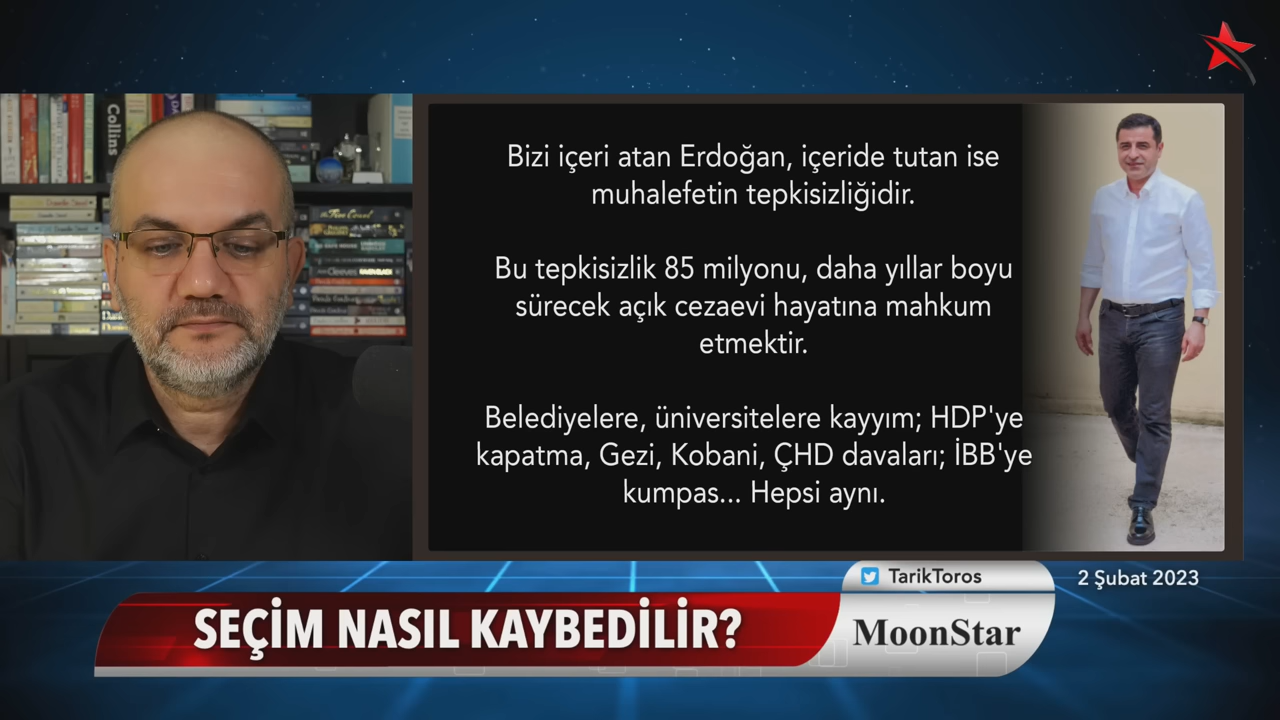 Collins
Bizi içeri atan Erdoğan, içeride tutan ise
muhalefetin tepkisizliğidir.
Bu tepkisizlik 85 milyonu, daha yıllar boyu
sürecek açık cezaevi hayatına mahkum
etmektir.
Belediyelere, üniversitelere kayyım; HDP'ye
kapatma, Gezi, Kobani, ÇHD davaları; İBB'ye
kumpas... Hepsi aynı.
TarikToros
2 Şubat 2023
SEÇİM NASIL KAYBEDİLİR?
MoonStar